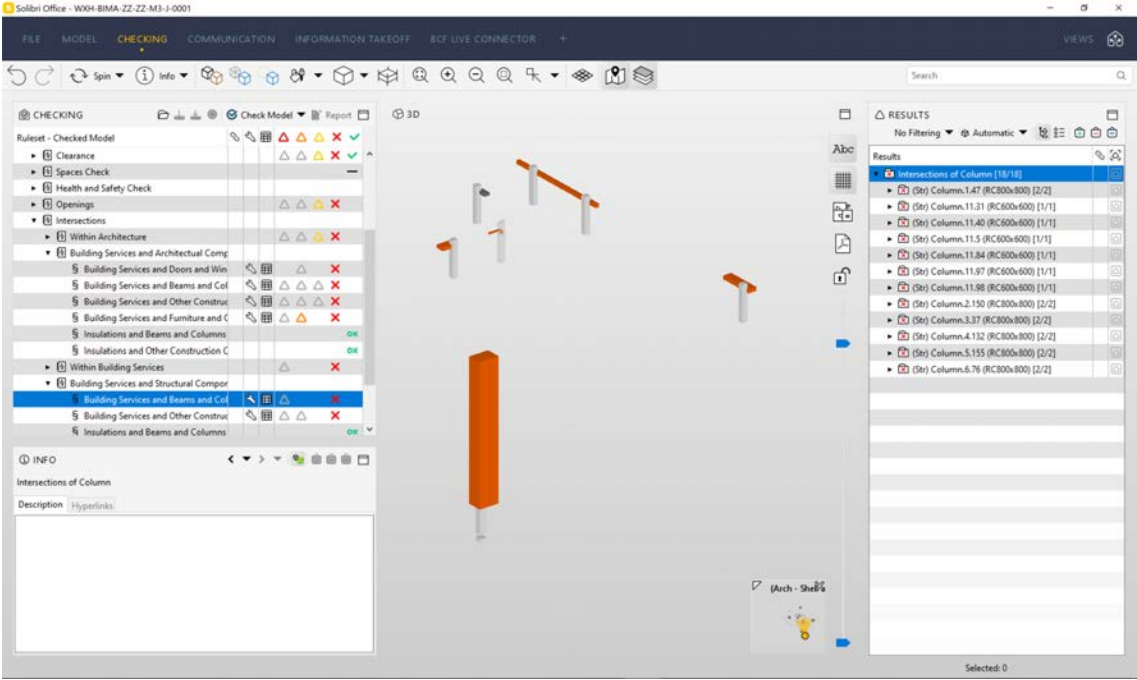 Solibri Office - WXH-BIMA-ZZ-ZZ-M3-J-0001
FILE MODEL CHECKING COMMUNICATION INFORMATION TAKEOFF BCF LIVE CONNECTOR + VIEWS
Spin Info Search
CHECKING Check Model Report
Ruleset - Checked Model
Clearance
Spaces Check
Health and Safety Check
Openings
Intersections
Within Architecture
Building Services and Architectual Comp
Building Services and Doors and Win
Building Services and Beams and Col
Building Services and Other Construc
Building Services and Furniture and C
Insulations and Beams and Columns OK
Insulations and Other Construction C OK
Within Building Services
Building Services and Structural Compor
Building Services and Beams and Col
Building Services and Other Construc
Insulations and Beams and Columns OK
INFO
Intersections of Column
Description Hyperlinks
3D
Abc
(Arch - Shell
RESULTS
No Filtering Automatic
Results
Intersections of Column [18/18]
(Str) Column.1.47 (RC800x800) [2/2]
(Str) Column.11.31 (RC600x600) [1/1]
(Str) Column.11.40 (RC600x600) [1/1]
(Str) Column.11.5 (RC600x600) [1/1]
(Str) Column.11.84 (RC600x600) [1/1]
(Str) Column.11.97 (RC600x600) [1/1]
(Str) Column.11.98 (RC600x600) [1/1]
(Str) Column.2.150 (RC800x800) [2/2]
(Str) Column.3.37 (RC800x800) [2/2]
(Str) Column.4.132 (RC800x800) [2/2]
(Str) Column.5.155 (RC800x800) [2/2]
(Str) Column.6.76 (RC800x800) [2/2]
Selected: 0